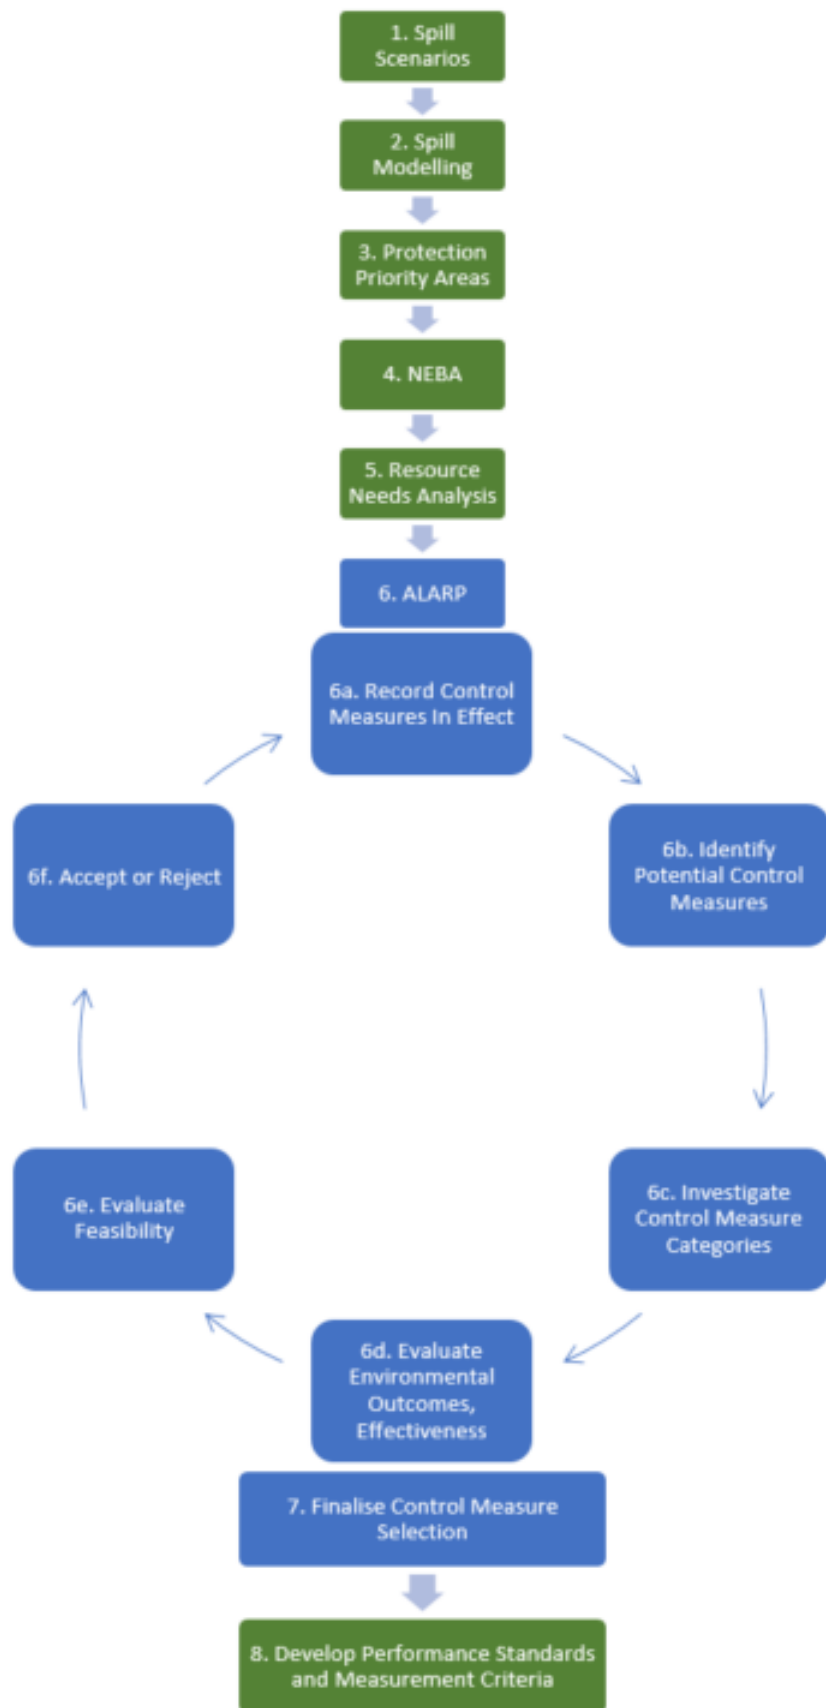 1. Spill
Scenarios
2. Spill
Modelling
3. Protection
Priority Areas
4. NEBA
5. Resource
Needs Analysis
6. ALARP
6a. Record Control
Measures In Effect
6b. Identify
Potential Control
Measures
6c. Investigate
Control Measure
Categories
6d. Evaluate
Environmental
Outcomes,
Effectiveness
6e. Evaluate
Feasibility
6f. Accept or Reject
7. Finalise Control Measure
Selection
8. Develop Performance Standards
and Measurement Criteria